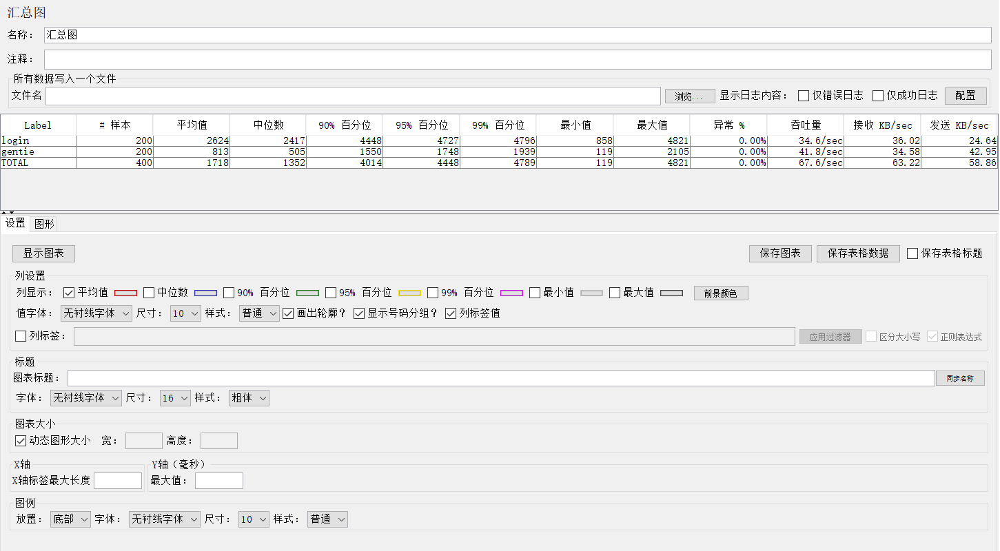 汇总图
名称： 汇总图
注释：
所有数据写入一个文件
文件名 浏览... 显示日志内容： 仅错误日志 仅成功日志 配置
Label # 样本 平均值 中位数 90% 百分位 95% 百分位 99% 百分位 最小值 最大值 异常 % 吞吐量 接收 KB/sec 发送 KB/sec
login 200 2624 2417 4448 4727 4796 858 4821 0.00% 34.6/sec 36.02 24.64
gentie 200 813 505 1550 1748 1939 119 2105 0.00% 41.8/sec 34.58 42.95
TOTAL 400 1718 1352 4014 4448 4789 119 4821 0.00% 67.6/sec 63.22 58.86
设置 图形
显示图表 保存图表 保存表格数据 保存表格标题
列设置
列显示： 平均值 中位数 90% 百分位 95% 百分位 99% 百分位 最小值 最大值 前景颜色
值字体： 无衬线字体 尺寸： 10 样式： 普通 画出轮廓？ 显示号码分组？ 列标签值
列标签： 应用过滤器 区分大小写 正则表达式
标题
图表标题： 同步名称
字体： 无衬线字体 尺寸： 16 样式： 粗体
图表大小
动态图形大小 宽： 高度：
X轴 Y轴（毫秒）
X轴标签最大长度 最大值：
图例
放置： 底部 字体： 无衬线字体 尺寸： 10 样式： 普通